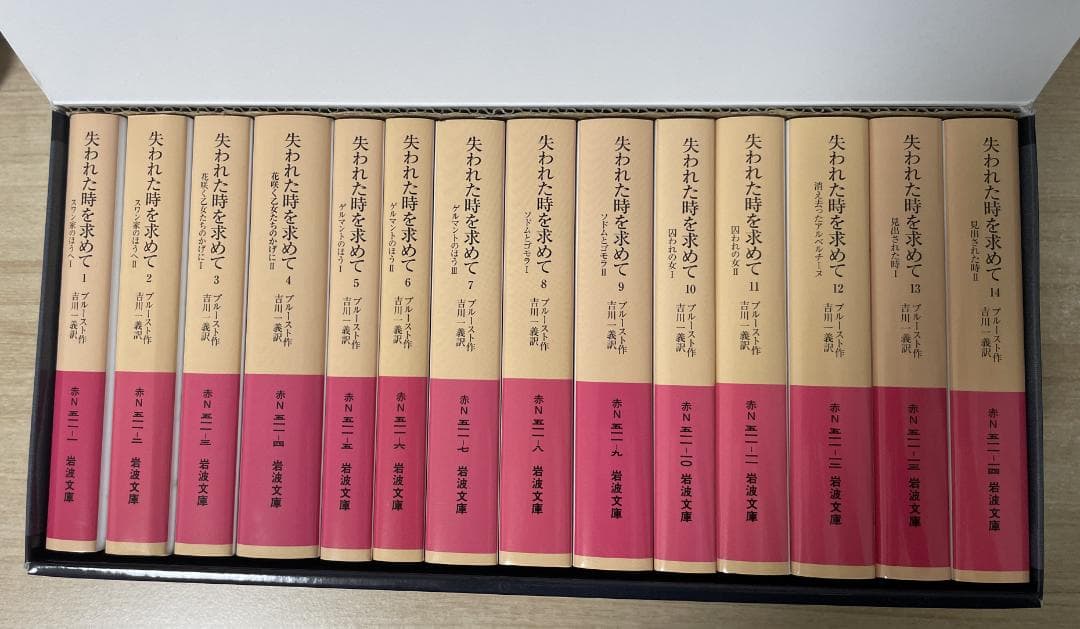 失われた時を求めて 1
スワン家のほうへ I
プルースト作
吉川一義訳
赤N 五一一-一 岩波文庫
失われた時を求めて 2
スワン家のほうへ II
プルースト作
吉川一義訳
赤N 五一一-二 岩波文庫
失われた時を求めて 3
花咲く乙女たちのかげに I
プルースト作
吉川一義訳
赤N 五一一-三 岩波文庫
失われた時を求めて 4
花咲く乙女たちのかげに II
プルースト作
吉川一義訳
赤N 五一一-四 岩波文庫
失われた時を求めて 5
ゲルマントのほう I
プルースト作
吉川一義訳
赤N 五一一-五 岩波文庫
失われた時を求めて 6
ゲルマントのほう II
プルースト作
吉川一義訳
赤N 五一一-六 岩波文庫
失われた時を求めて 7
ゲルマントのほう III
プルースト作
吉川一義訳
赤N 五一一-七 岩波文庫
失われた時を求めて 8
ソドムとゴモラ I
プルースト作
吉川一義訳
赤N 五一一-八 岩波文庫
失われた時を求めて 9
ソドムとゴモラ II
プルースト作
吉川一義訳
赤N 五一一-九 岩波文庫
失われた時を求めて 10
囚われの女 I
プルースト作
吉川一義訳
赤N 五一一-一〇 岩波文庫
失われた時を求めて 11
囚われの女 II
プルースト作
吉川一義訳
赤N 五一一-一一 岩波文庫
失われた時を求めて 12
消え去ったアルベルチーヌ
プルースト作
吉川一義訳
赤N 五一一-一二 岩波文庫
失われた時を求めて 13
見出された時 I
プルースト作
吉川一義訳
赤N 五一一-一三 岩波文庫
失われた時を求めて 14
見出された時 II
プルースト作
吉川一義訳
赤N 五一一-一四 岩波文庫